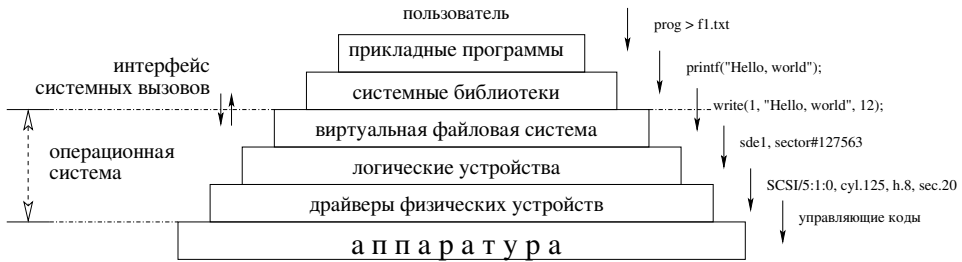 пользователь
prog > f1.txt
прикладные программы
интерфейс
системных вызовов
printf("Hello, world");
системные библиотеки
write(1, "Hello, world", 12);
виртуальная файловая система
операционная
система
sde1, sector#127563
логические устройства
SCSI/5:1:0, cyl.125, h.8, sec.20
драйверы физических устройств
управляющие коды
аппаратура